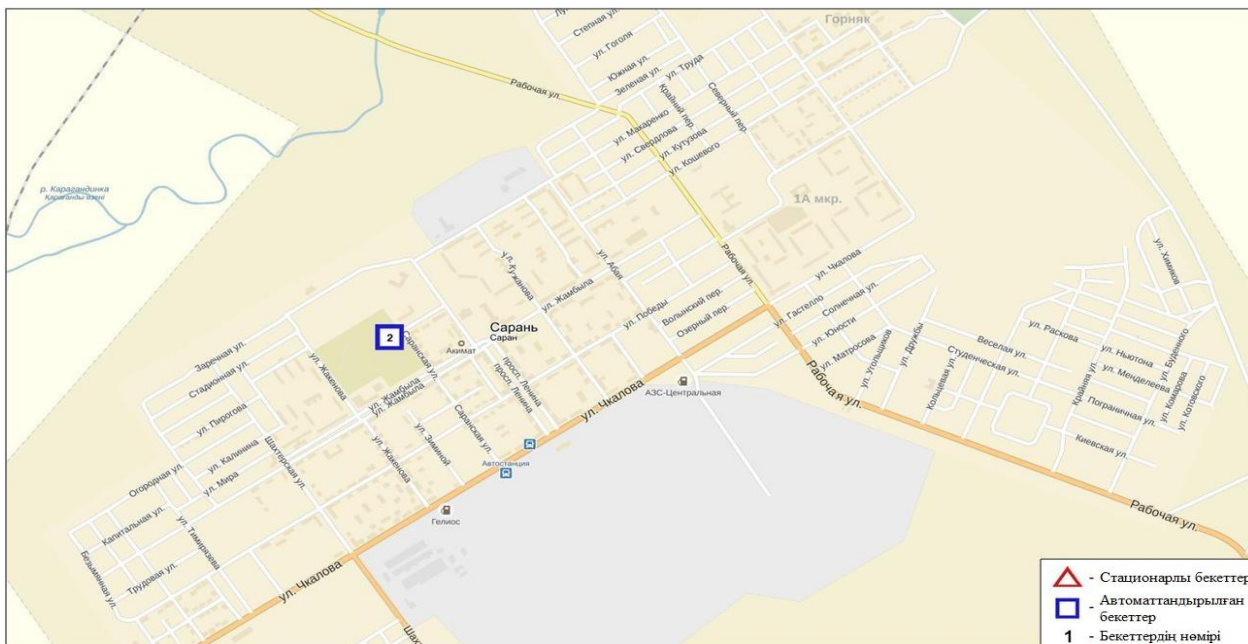 Степная ул.
ул. Гоголя
Южная ул.
Зеленая ул.
ул. Труда
Горняк
Рабочая ул.
Крайний пер.
Северный пер.
ул. Макаренко
ул. Свердлова
ул. Кутузова
ул. Кошевого
р. Карагандинка
1А мкр.
ул. Кужанова
ул. Абая
Рабочая ул.
ул. Химиков
ул. Жамбыла
ул. Чкалова
Солнечная ул.
ул. Гастелло
ул. Победы
Волынский пер.
Озерный пер.
Сарань
Саран
2
Акимат
Саранская ул.
ул. Юности
ул. Матросова
ул. Угольщиков
ул. Дружбы
Веселая ул.
Студенческая ул.
Кольцевая ул.
ул. Раскова
ул. Ньютона
ул. Буденного
ул. Менделеева
Крайняя ул.
ул. Комарова
ул. Котовского
Пограничная ул.
Киевская ул.
Заречная ул.
Стадионная ул.
ул. Жакенова
ул. Пирогова
ул. Жамбыла
ул. Жамбыла
просп. Ленина
просп. Ленина
ул. Чкалова
АЗС-Центральная
Рабочая ул.
Саранская ул.
ул. Зиминой
ул. Жакенова
Шахтерская ул.
ул. Калинина
ул. Мира
Огородная ул.
Автостанция
Гелиос
Капитальная ул.
ул. Тимирязева
Трудовая ул.
Безымянная ул.
ул. Чкалова
Рабочая ул.
- Стационарлы бекеттер
- Автоматтандырылған
бекеттер
1 - Бекеттердің нөмірі